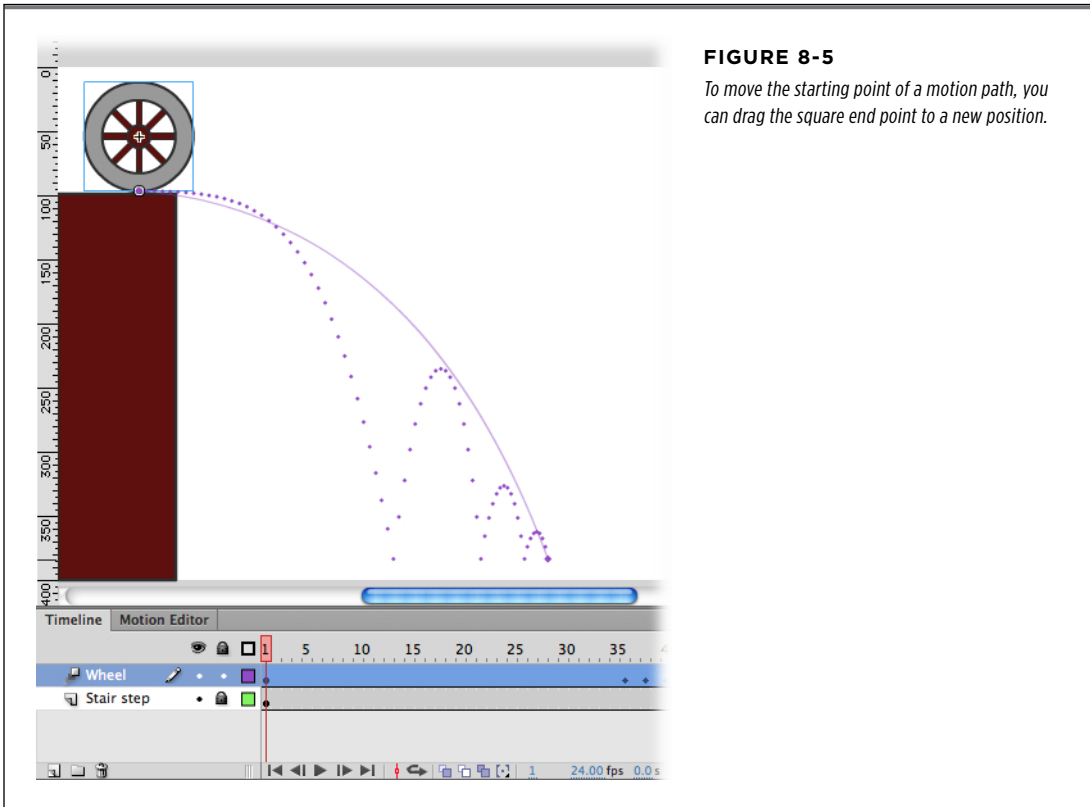 FIGURE 8-5
To move the starting point of a motion path, you
can drag the square end point to a new position.
0
50
100
150
200
250
300
350
400
Timeline Motion Editor
1 5 10 15 20 25 30 35
Wheel
Stair step
1 24.00 fps 0.0 s